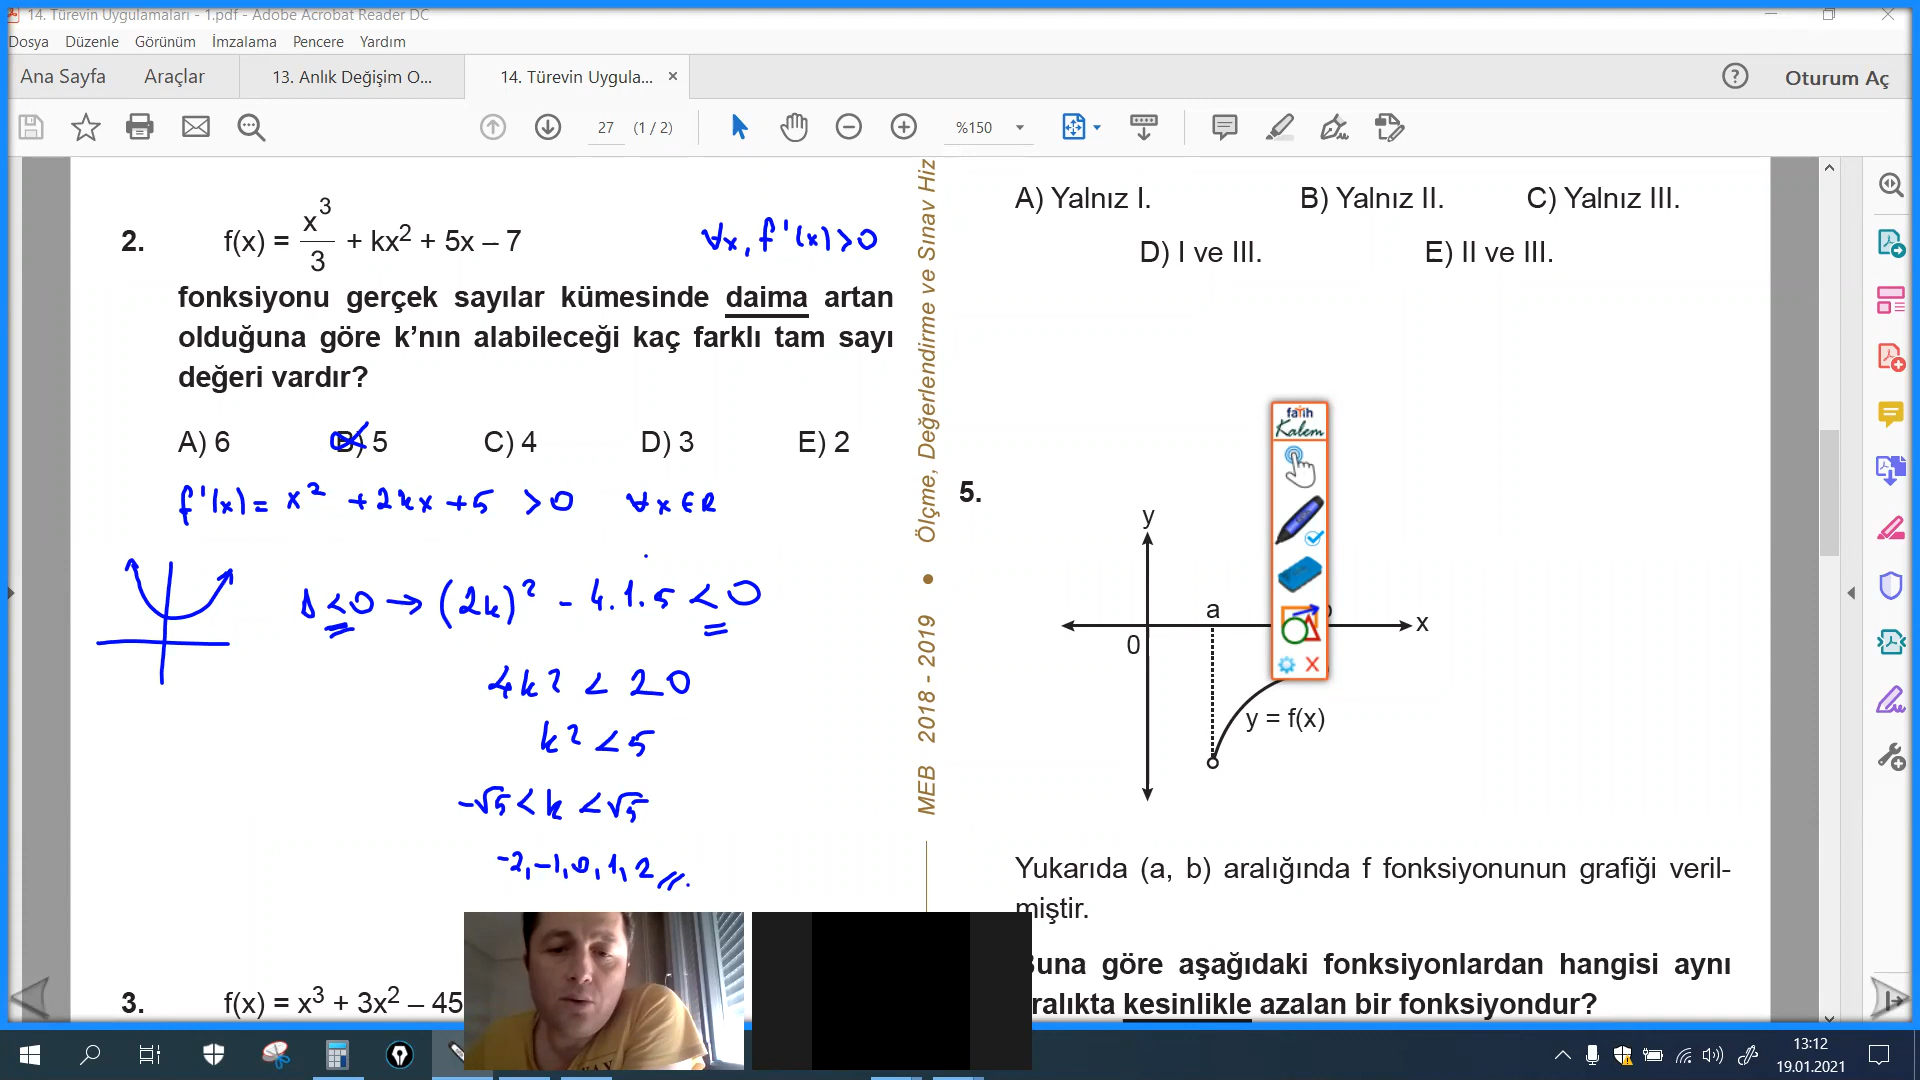 14. Türevin Uygulamaları - 1.pdf - Adobe Acrobat Reader DC
Dosya Düzenle Görünüm İmzalama Pencere Yardım
Ana Sayfa Araçlar 13. Anlık Değişim O... 14. Türevin Uygula... × Oturum Aç
27 (1 / 2) %150
2. f(x) = x³/3 + kx² + 5x – 7
∀x, f'(x) > 0
fonksiyonu gerçek sayılar kümesinde daima artan
olduğuna göre k'nın alabileceği kaç farklı tam sayı
değeri vardır?
A) 6 B) 5 C) 4 D) 3 E) 2
f'(x) = x² + 2kx + 5 > 0 ∀x ∈ R
Δ < 0 → (2k)² - 4.1.5 < 0
4k² < 20
k² < 5
-√5 < k < √5
-2, -1, 0, 1, 2 //
3. f(x) = x³ + 3x² – 45
MEB 2018 - 2019 • Ölçme, Değerlendirme ve Sınav Hiz
A) Yalnız I. B) Yalnız II. C) Yalnız III.
D) I ve III. E) II ve III.
fatih
Kalem
5.
y
a
x
0
y = f(x)
Yukarıda (a, b) aralığında f fonksiyonunun grafiği veril-
miştir.
Buna göre aşağıdaki fonksiyonlardan hangisi aynı
aralıkta kesinlikle azalan bir fonksiyondur?
13:12
19.01.2021